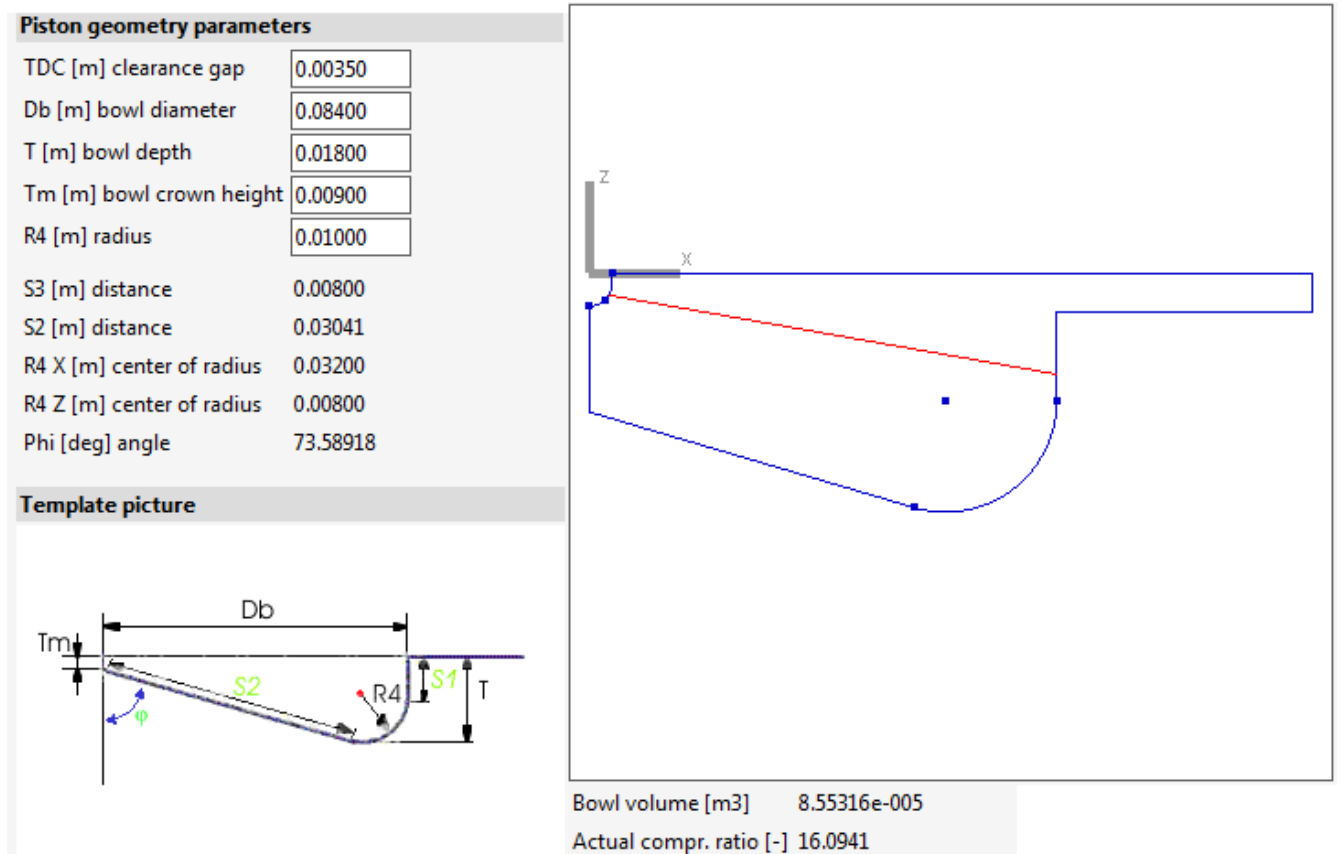 Piston geometry parameters
TDC [m] clearance gap 0.00350
Db [m] bowl diameter 0.08400
T [m] bowl depth 0.01800
Tm [m] bowl crown height 0.00900
R4 [m] radius 0.01000
S3 [m] distance 0.00800
S2 [m] distance 0.03041
R4 X [m] center of radius 0.03200
R4 Z [m] center of radius 0.00800
Phi [deg] angle 73.58918
Template picture
Db
Tm
S2
R4
S1
T
φ
Z
X
Bowl volume [m3] 8.55316e-005
Actual compr. ratio [-] 16.0941